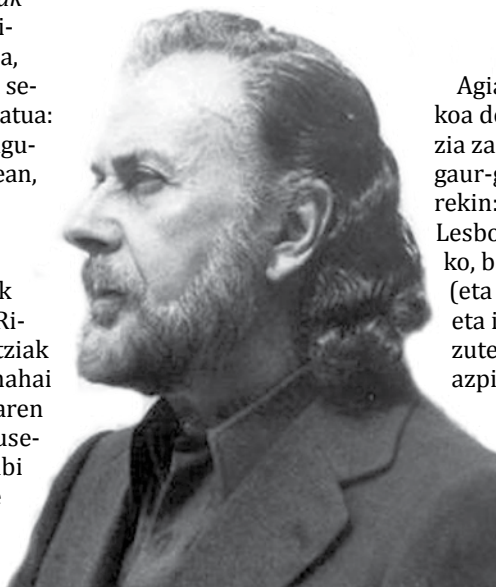 ak
i-
a,
se-
atua:
gu-
ean,
k
Ri-
tziak
nahai
aren
use-
bi
e
Agia
koa de
zia za
gaur-g
rekin:
Lesbo
ko, b
(eta
eta i
zute
azpi